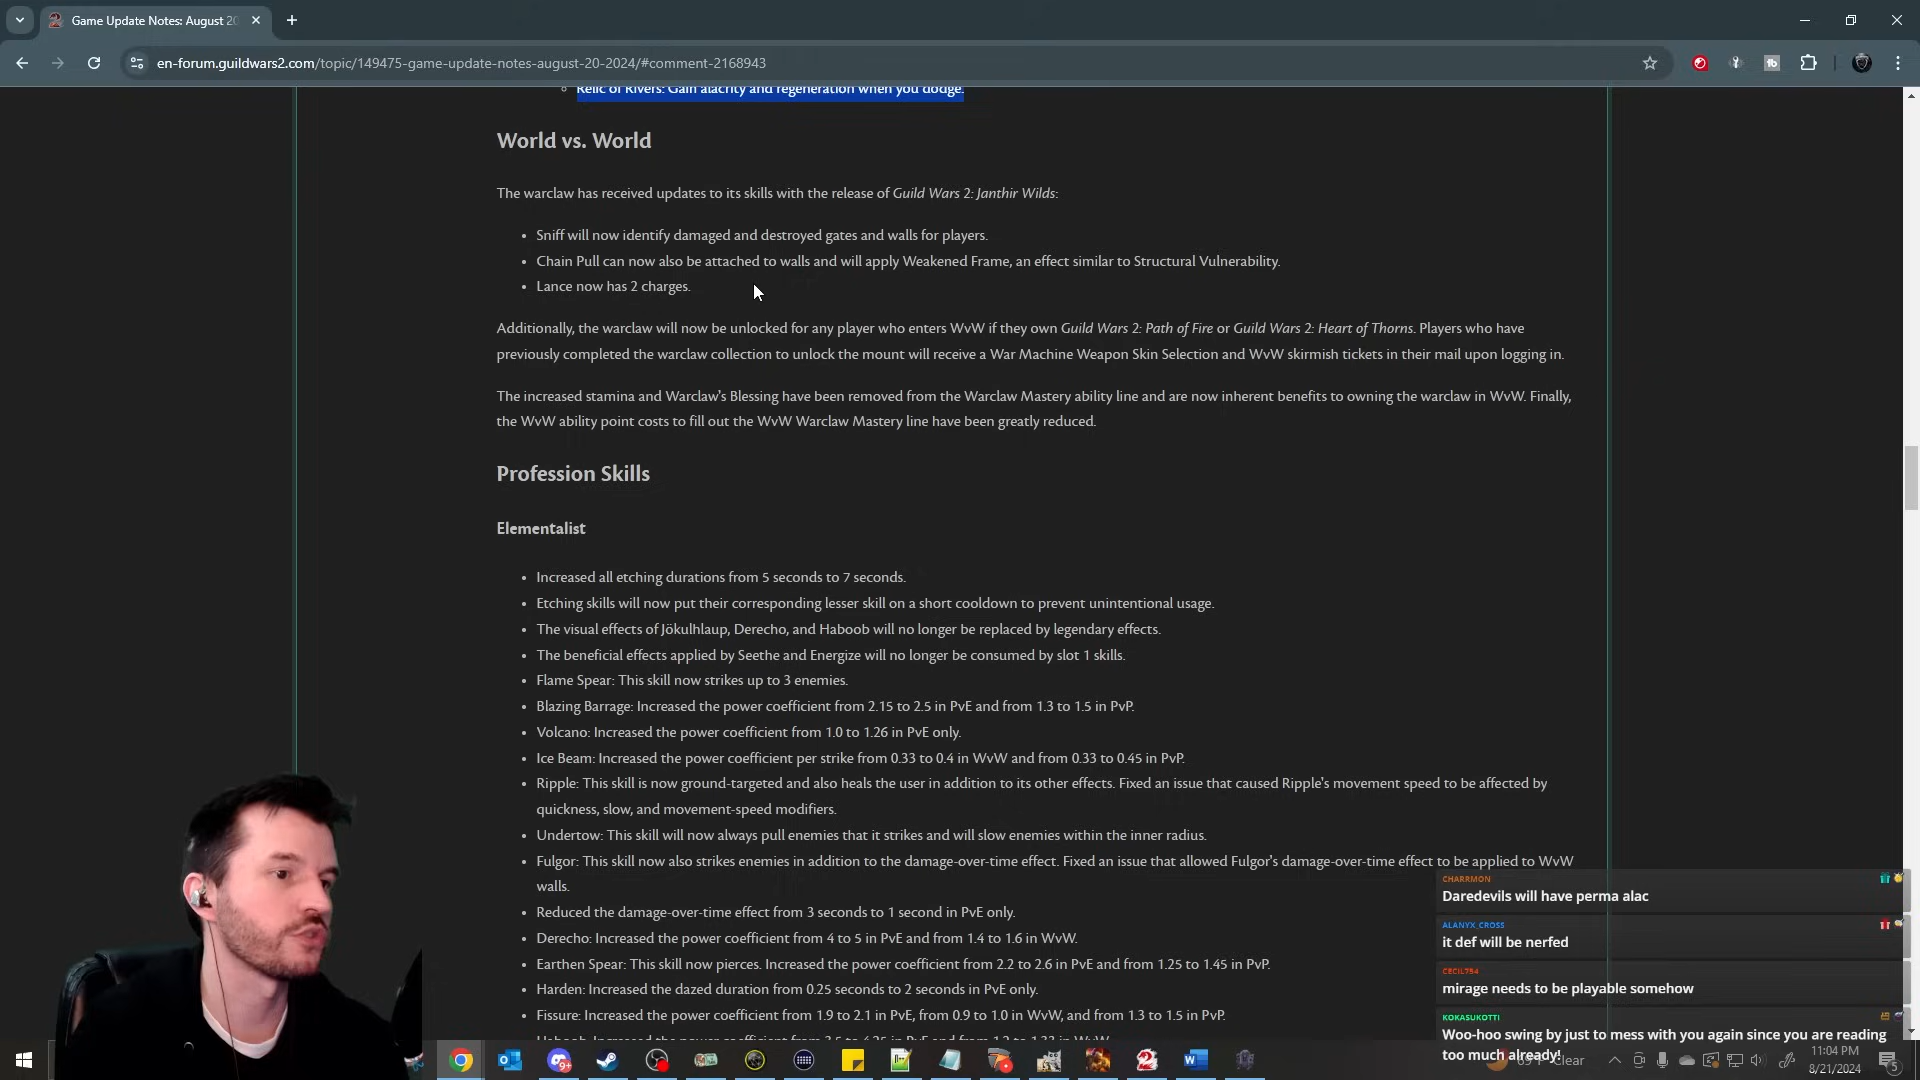 Game Update Notes: August 20
en-forum.guildwars2.com/topic/149475-game-update-notes-august-20-2024/#comment-2168943
Relic of Rivers: Gain alacrity and regeneration when you dodge.
World vs. World
The warclaw has received updates to its skills with the release of Guild Wars 2: Janthir Wilds:
• Sniff will now identify damaged and destroyed gates and walls for players.
• Chain Pull can now also be attached to walls and will apply Weakened Frame, an effect similar to Structural Vulnerability.
• Lance now has 2 charges.
Additionally, the warclaw will now be unlocked for any player who enters WvW if they own Guild Wars 2: Path of Fire or Guild Wars 2: Heart of Thorns. Players who have
previously completed the warclaw collection to unlock the mount will receive a War Machine Weapon Skin Selection and WvW skirmish tickets in their mail upon logging in.
The increased stamina and Warclaw's Blessing have been removed from the Warclaw Mastery ability line and are now inherent benefits to owning the warclaw in WvW. Finally,
the WvW ability point costs to fill out the WvW Warclaw Mastery line have been greatly reduced.
Profession Skills
Elementalist
• Increased all etching durations from 5 seconds to 7 seconds.
• Etching skills will now put their corresponding lesser skill on a short cooldown to prevent unintentional usage.
• The visual effects of Jökulhlaup, Derecho, and Haboob will no longer be replaced by legendary effects.
• The beneficial effects applied by Seethe and Energize will no longer be consumed by slot 1 skills.
• Flame Spear: This skill now strikes up to 3 enemies.
• Blazing Barrage: Increased the power coefficient from 2.15 to 2.5 in PvE and from 1.3 to 1.5 in PvP.
• Volcano: Increased the power coefficient from 1.0 to 1.26 in PvE only.
• Ice Beam: Increased the power coefficient per strike from 0.33 to 0.4 in WvW and from 0.33 to 0.45 in PvP.
• Ripple: This skill is now ground-targeted and also heals the user in addition to its other effects. Fixed an issue that caused Ripple's movement speed to be affected by
quickness, slow, and movement-speed modifiers.
• Undertow: This skill will now always pull enemies that it strikes and will slow enemies within the inner radius.
• Fulgor: This skill now also strikes enemies in addition to the damage-over-time effect. Fixed an issue that allowed Fulgor's damage-over-time effect to be applied to WvW
walls.
• Reduced the damage-over-time effect from 3 seconds to 1 second in PvE only.
• Derecho: Increased the power coefficient from 4 to 5 in PvE and from 1.4 to 1.6 in WvW.
• Earthen Spear: This skill now pierces. Increased the power coefficient from 2.2 to 2.6 in PvE and from 1.25 to 1.45 in PvP.
• Harden: Increased the dazed duration from 0.25 seconds to 2 seconds in PvE only.
• Fissure: Increased the power coefficient from 1.9 to 2.1 in PvE, from 0.9 to 1.0 in WvW, and from 1.3 to 1.5 in PvP.
CHARRMON
Daredevils will have perma alac
ALANYX_CROSS
it def will be nerfed
CECIL754
mirage needs to be playable somehow
KOKASUKOTTI
Woo-hoo swing by just to mess with you again since you are reading
too much already!
Clear
11:04 PM
8/21/2024